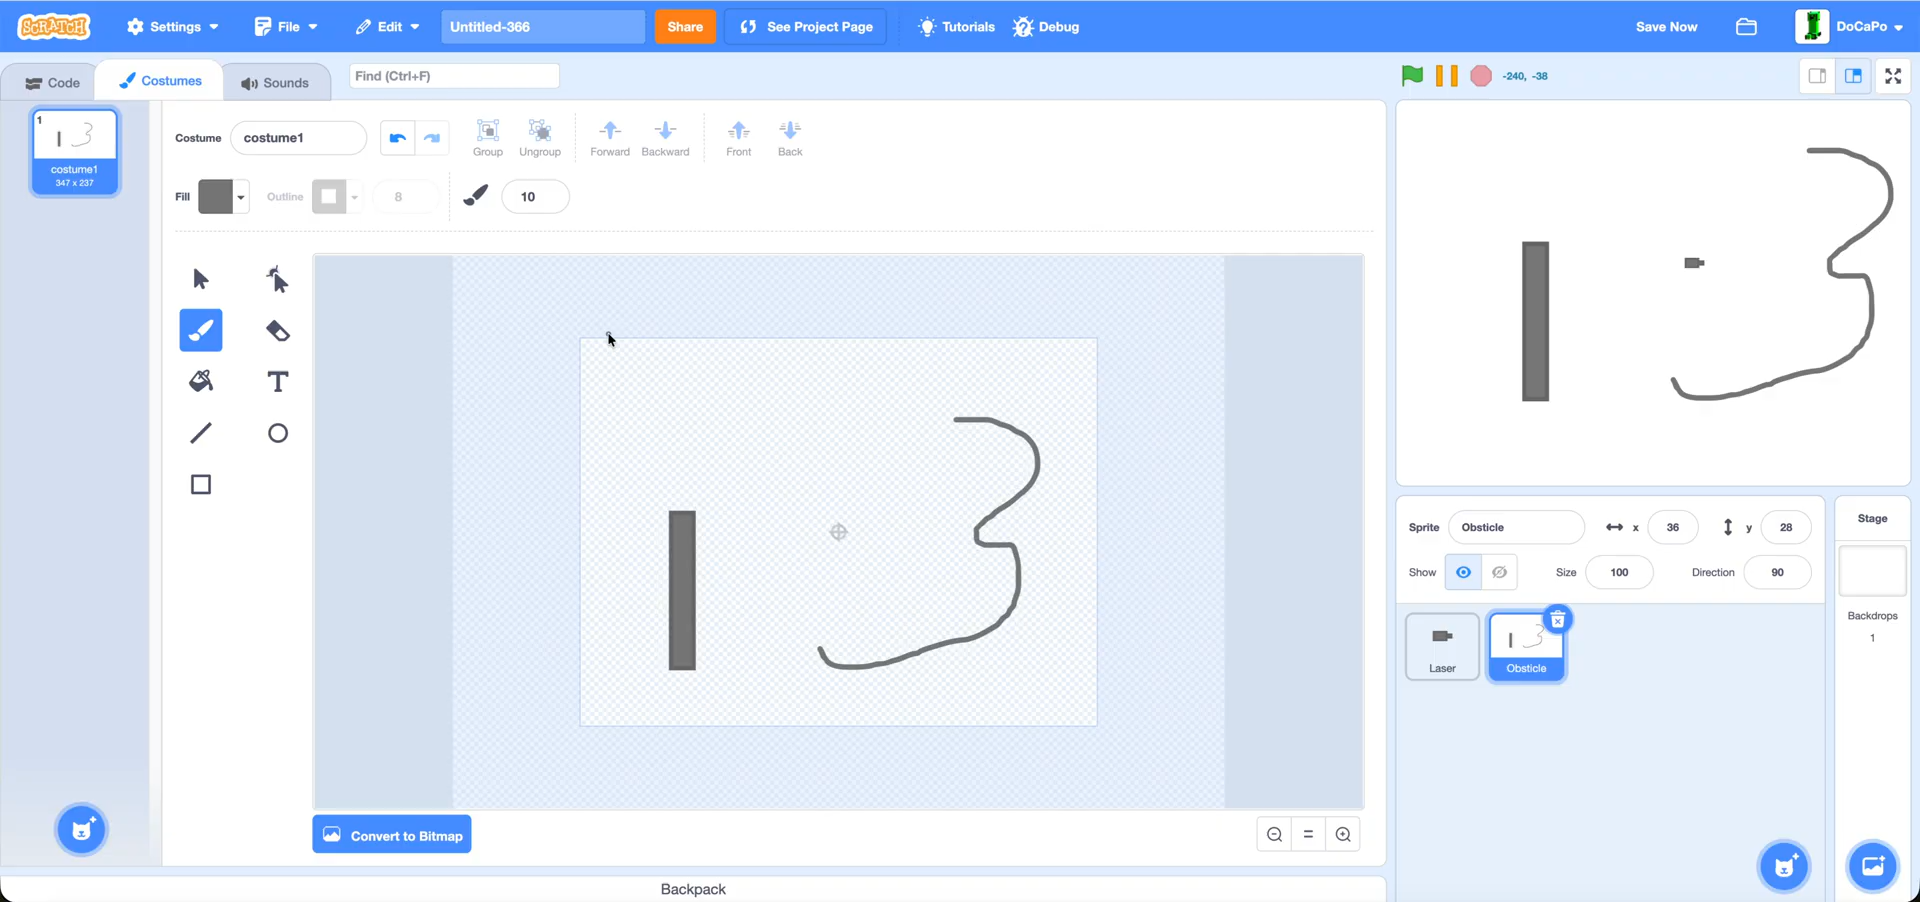 SCRATCH Settings File Edit Untitled-366 Share See Project Page Tutorials Debug Save Now DoCaPo
Code Costumes Sounds Find (Ctrl+F) -240, -38
1
costume1
347 x 237
Costume costume1 Group Ungroup Forward Backward Front Back
Fill Outline 8 10
Convert to Bitmap
Backpack
Sprite Obsticle x 36 y 28
Show Size 100 Direction 90
Laser
Obsticle
Stage
Backdrops
1